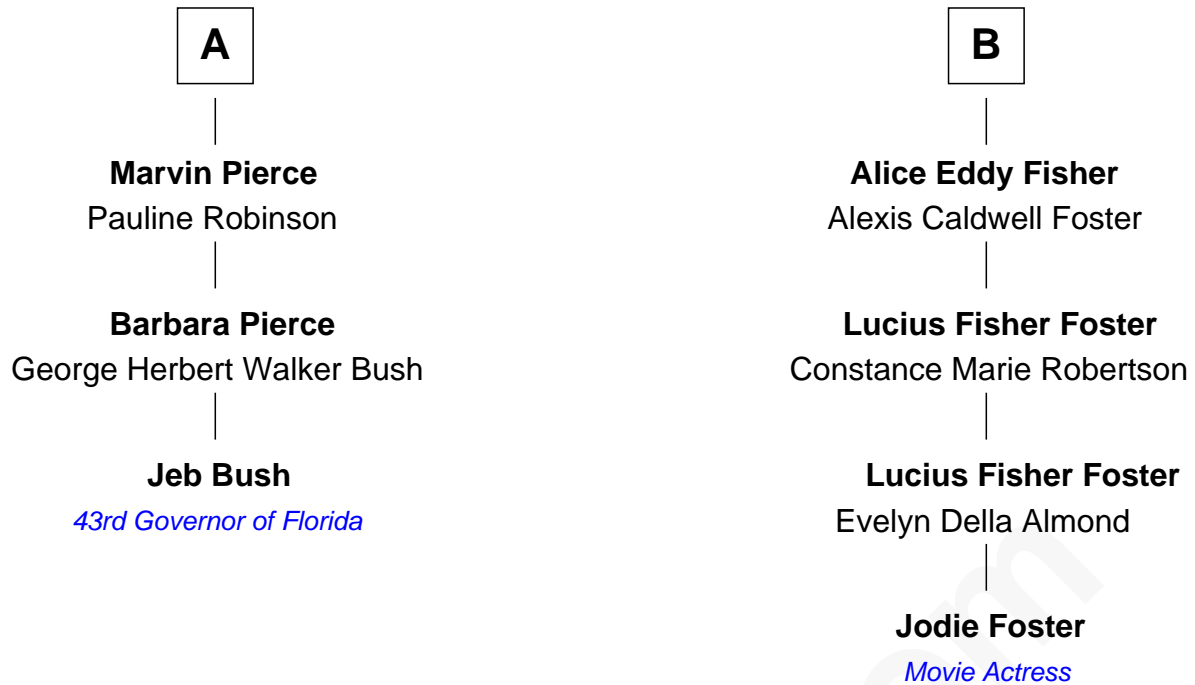 A
Marvin Pierce
Pauline Robinson
Barbara Pierce
George Herbert Walker Bush
Jeb Bush
43rd Governor of Florida
B
Alice Eddy Fisher
Alexis Caldwell Foster
Lucius Fisher Foster
Constance Marie Robertson
Lucius Fisher Foster
Evelyn Della Almond
Jodie Foster
Movie Actress